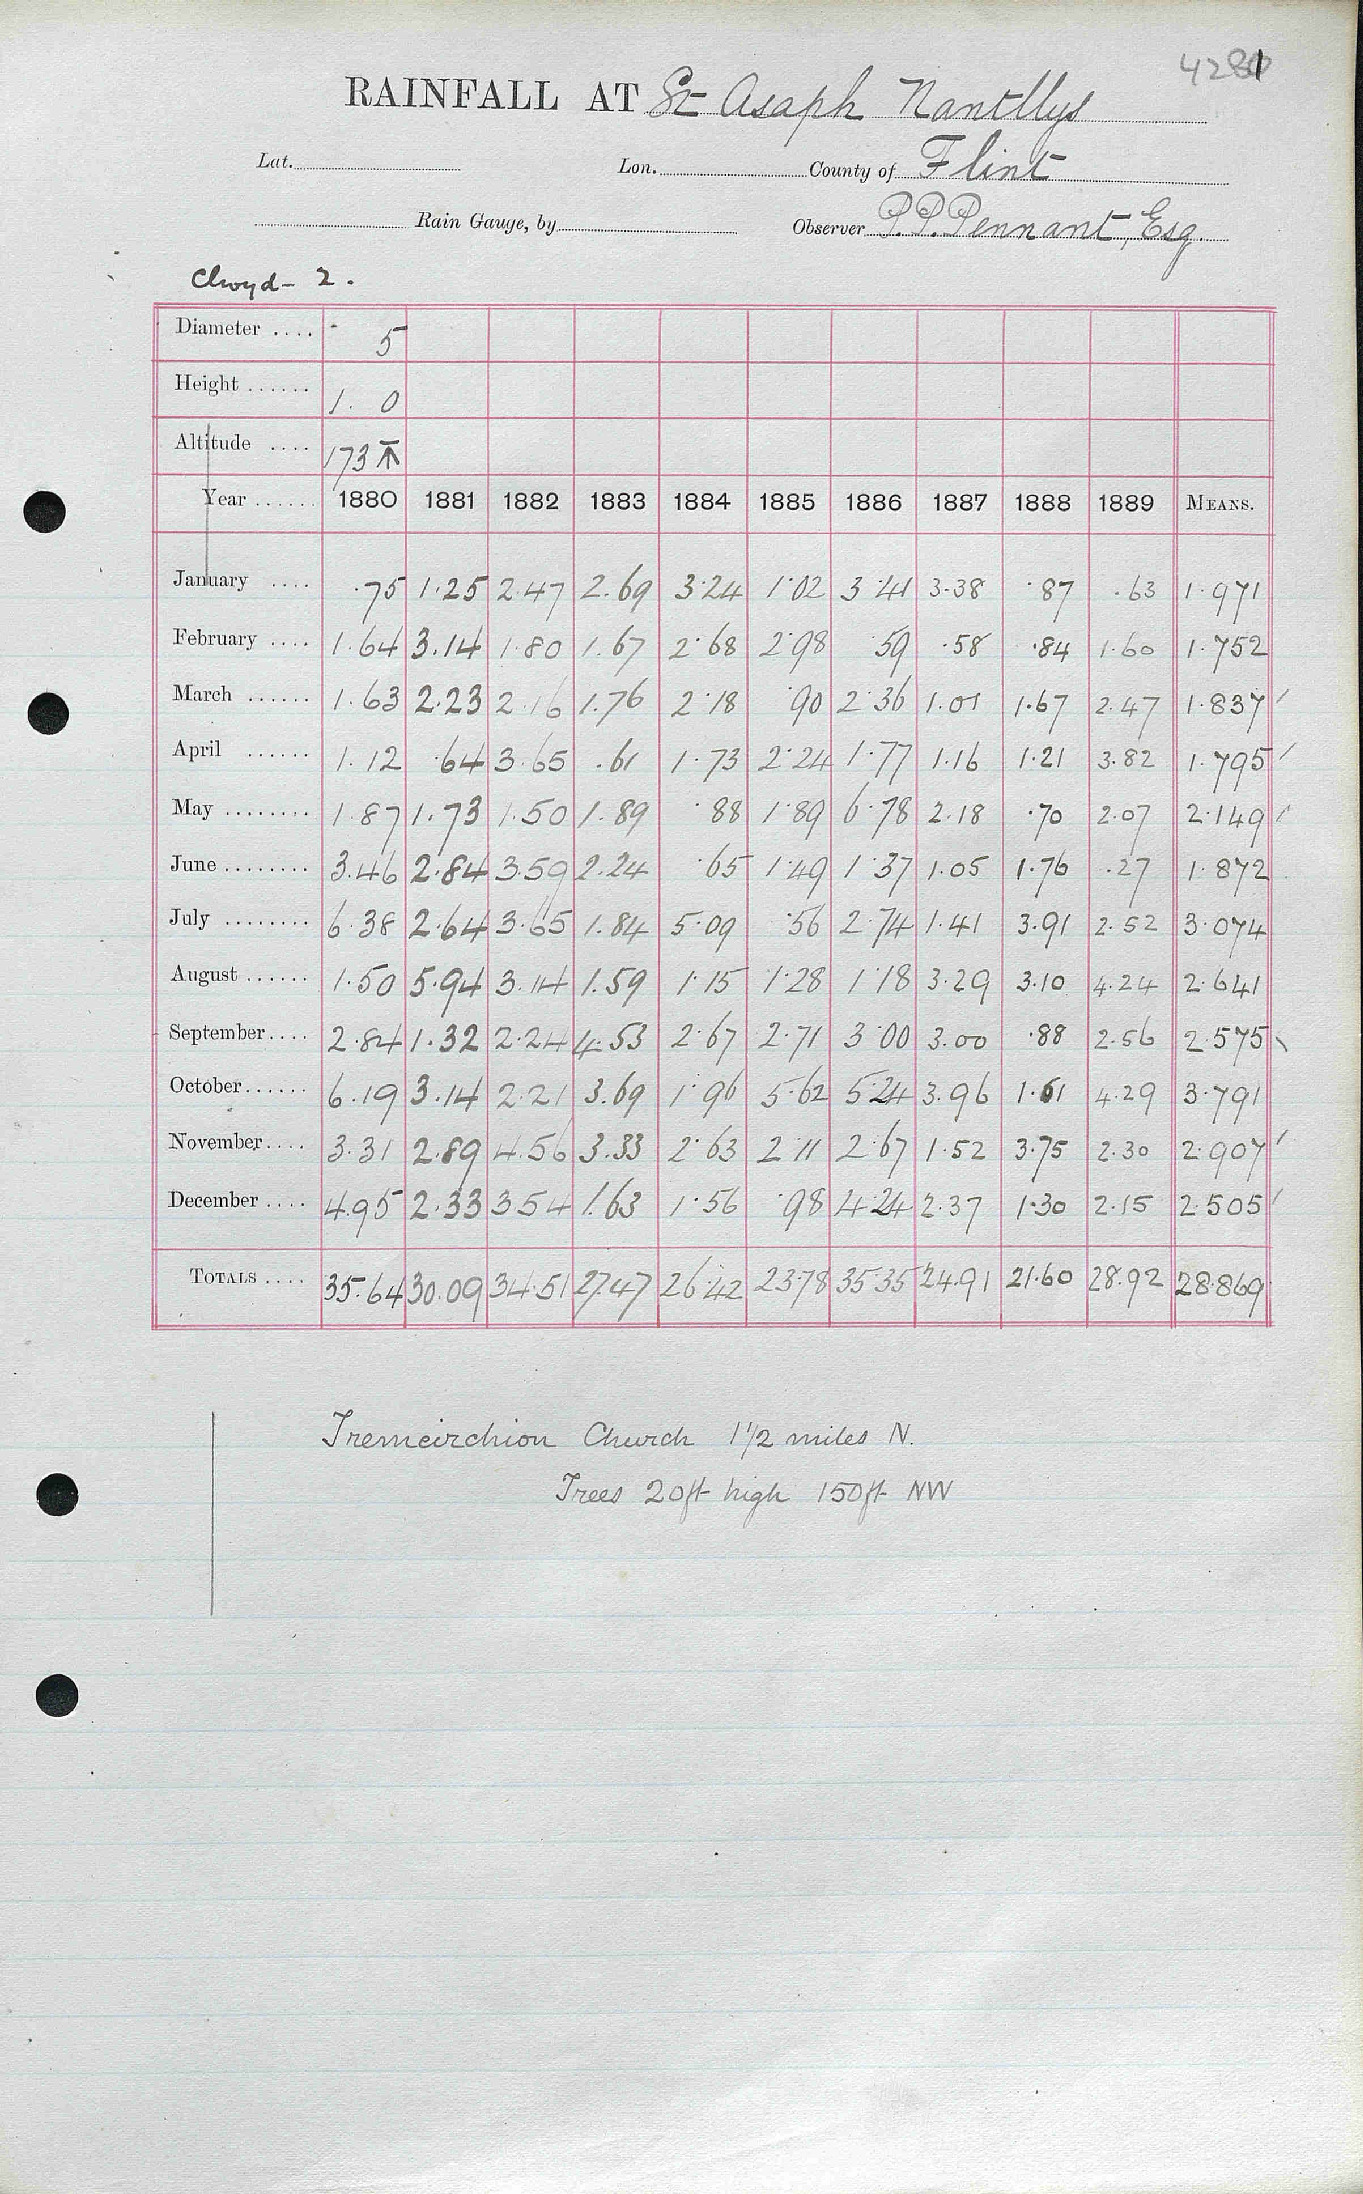 RAINFALL AT St Asaph Nantllys
Lat. Lon. County of Flint
Rain Gauge, by Observer P.P. Pennant, Esq.
Clwyd - 2.
Diameter .... 5
Height ...... 1. 0
Altitude .... 173
Year ...... 1880 1881 1882 1883 1884 1885 1886 1887 1888 1889 MEANS.
January .... .75 1.25 2.47 2.69 3.24 1.02 3.41 3.38 .87 .63 1.971
February .... 1.64 3.14 1.80 1.67 2.68 2.98 .59 .58 .84 1.60 1.752
March ...... 1.63 2.23 2.16 1.76 2.18 .90 2.36 1.01 1.67 2.47 1.837
April ...... 1.12 .64 3.65 .61 1.73 2.24 1.77 1.16 1.21 3.82 1.795
May ........ 1.87 1.73 1.50 1.89 .88 1.89 6.78 2.18 .70 2.07 2.149
June ........ 3.46 2.84 3.59 2.24 .65 1.49 1.37 1.05 1.76 .27 1.872
July ........ 6.38 2.64 3.65 1.84 5.09 .56 2.74 1.41 3.91 2.52 3.074
August ...... 1.50 5.94 3.14 1.59 1.15 1.28 1.18 3.29 3.10 4.24 2.641
September.... 2.84 1.32 2.24 4.53 2.67 2.71 3.00 3.00 .88 2.56 2.575
October...... 6.19 3.14 2.21 3.69 1.96 5.62 5.24 3.96 1.61 4.29 3.791
November.... 3.31 2.89 4.56 3.33 2.63 2.11 2.67 1.52 3.75 2.30 2.907
December .... 4.95 2.33 3.54 1.63 1.56 .98 4.24 2.37 1.30 2.15 2.505
TOTALS .... 35.64 30.09 34.51 27.47 26.42 23.78 35.35 24.91 21.60 28.92 28.869
Tremeirchion Church 1 1/2 miles N.
Trees 20ft high 150ft NW